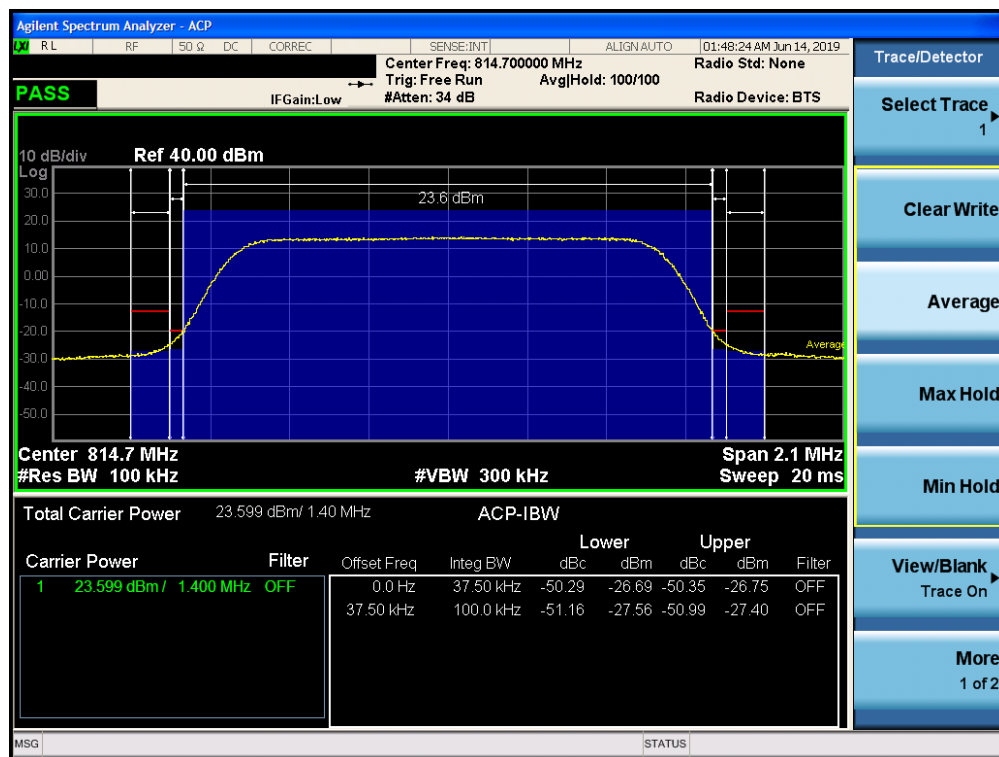 Agilent Spectrum Analyzer - ACP
LXI RL RF 50 Ω DC CORREC SENSE:INT ALIGN AUTO 01:48:24 AM Jun 14, 2019
Center Freq: 814.700000 MHz Radio Std: None
Trig: Free Run Avg|Hold: 100/100
PASS IFGain:Low #Atten: 34 dB Radio Device: BTS
10 dB/div Ref 40.00 dBm
Log
30.0
20.0
10.0
0.00
-10.0
-20.0
-30.0
-40.0
-50.0
23.6 dBm
Average
Center 814.7 MHz Span 2.1 MHz
#Res BW 100 kHz #VBW 300 kHz Sweep 20 ms
Total Carrier Power 23.599 dBm/ 1.40 MHz ACP-IBW
Lower Upper
Carrier Power Filter Offset Freq Integ BW dBc dBm dBc dBm Filter
1 23.599 dBm / 1.400 MHz OFF 0.0 Hz 37.50 kHz -50.29 -26.69 -50.35 -26.75 OFF
37.50 kHz 100.0 kHz -51.16 -27.56 -50.99 -27.40 OFF
MSG STATUS
Trace/Detector
Select Trace
1
Clear Write
Average
Max Hold
Min Hold
View/Blank
Trace On
More
1 of 2